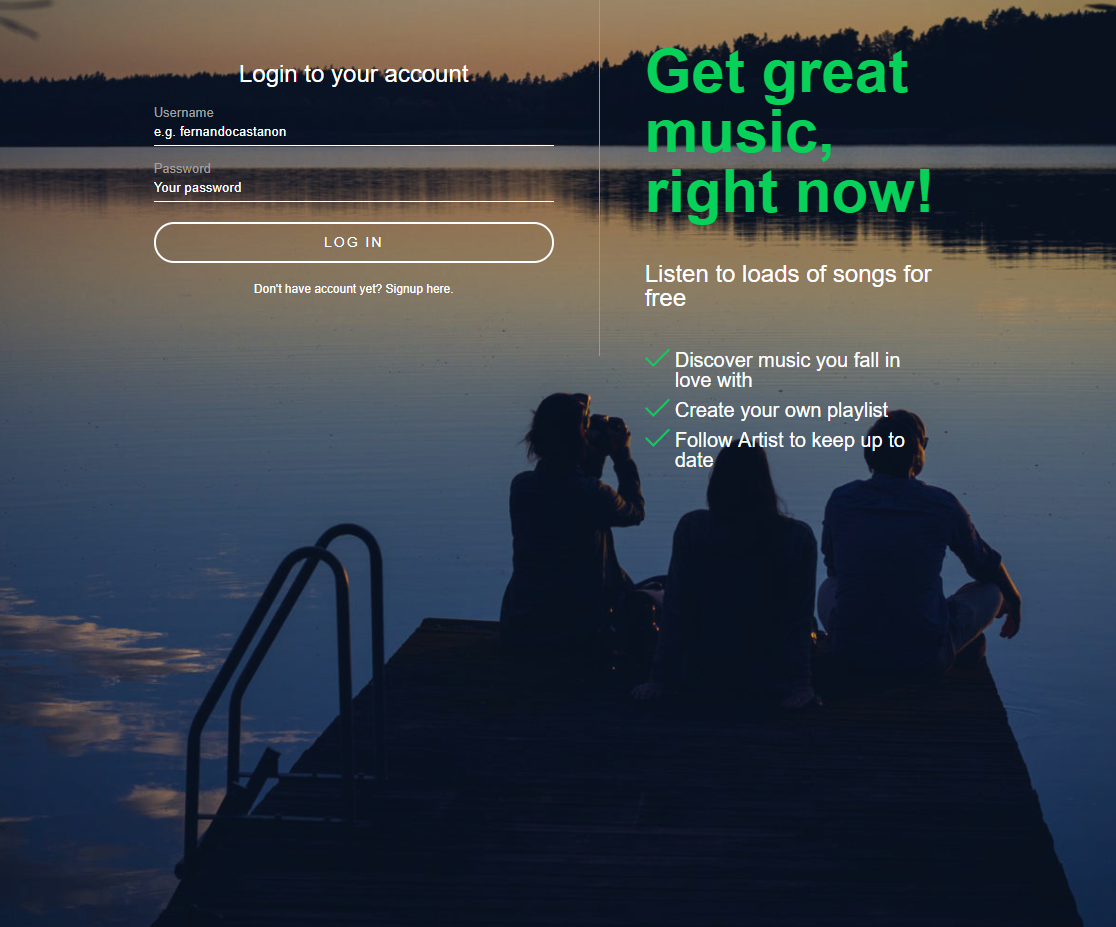 Login to your account
Username
e.g. fernandocastanon
Password
Your password
LOG IN
Don't have account yet? Signup here.
Get great
music,
right now!
Listen to loads of songs for
free
Discover music you fall in
love with
Create your own playlist
Follow Artist to keep up to
date